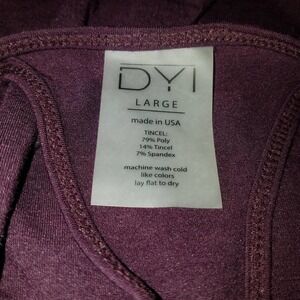 DYI
LARGE
made in USA
TINCEL:
79% Poly
14% Tincel
7% Spandex
machine wash cold
like colors
lay flat to dry